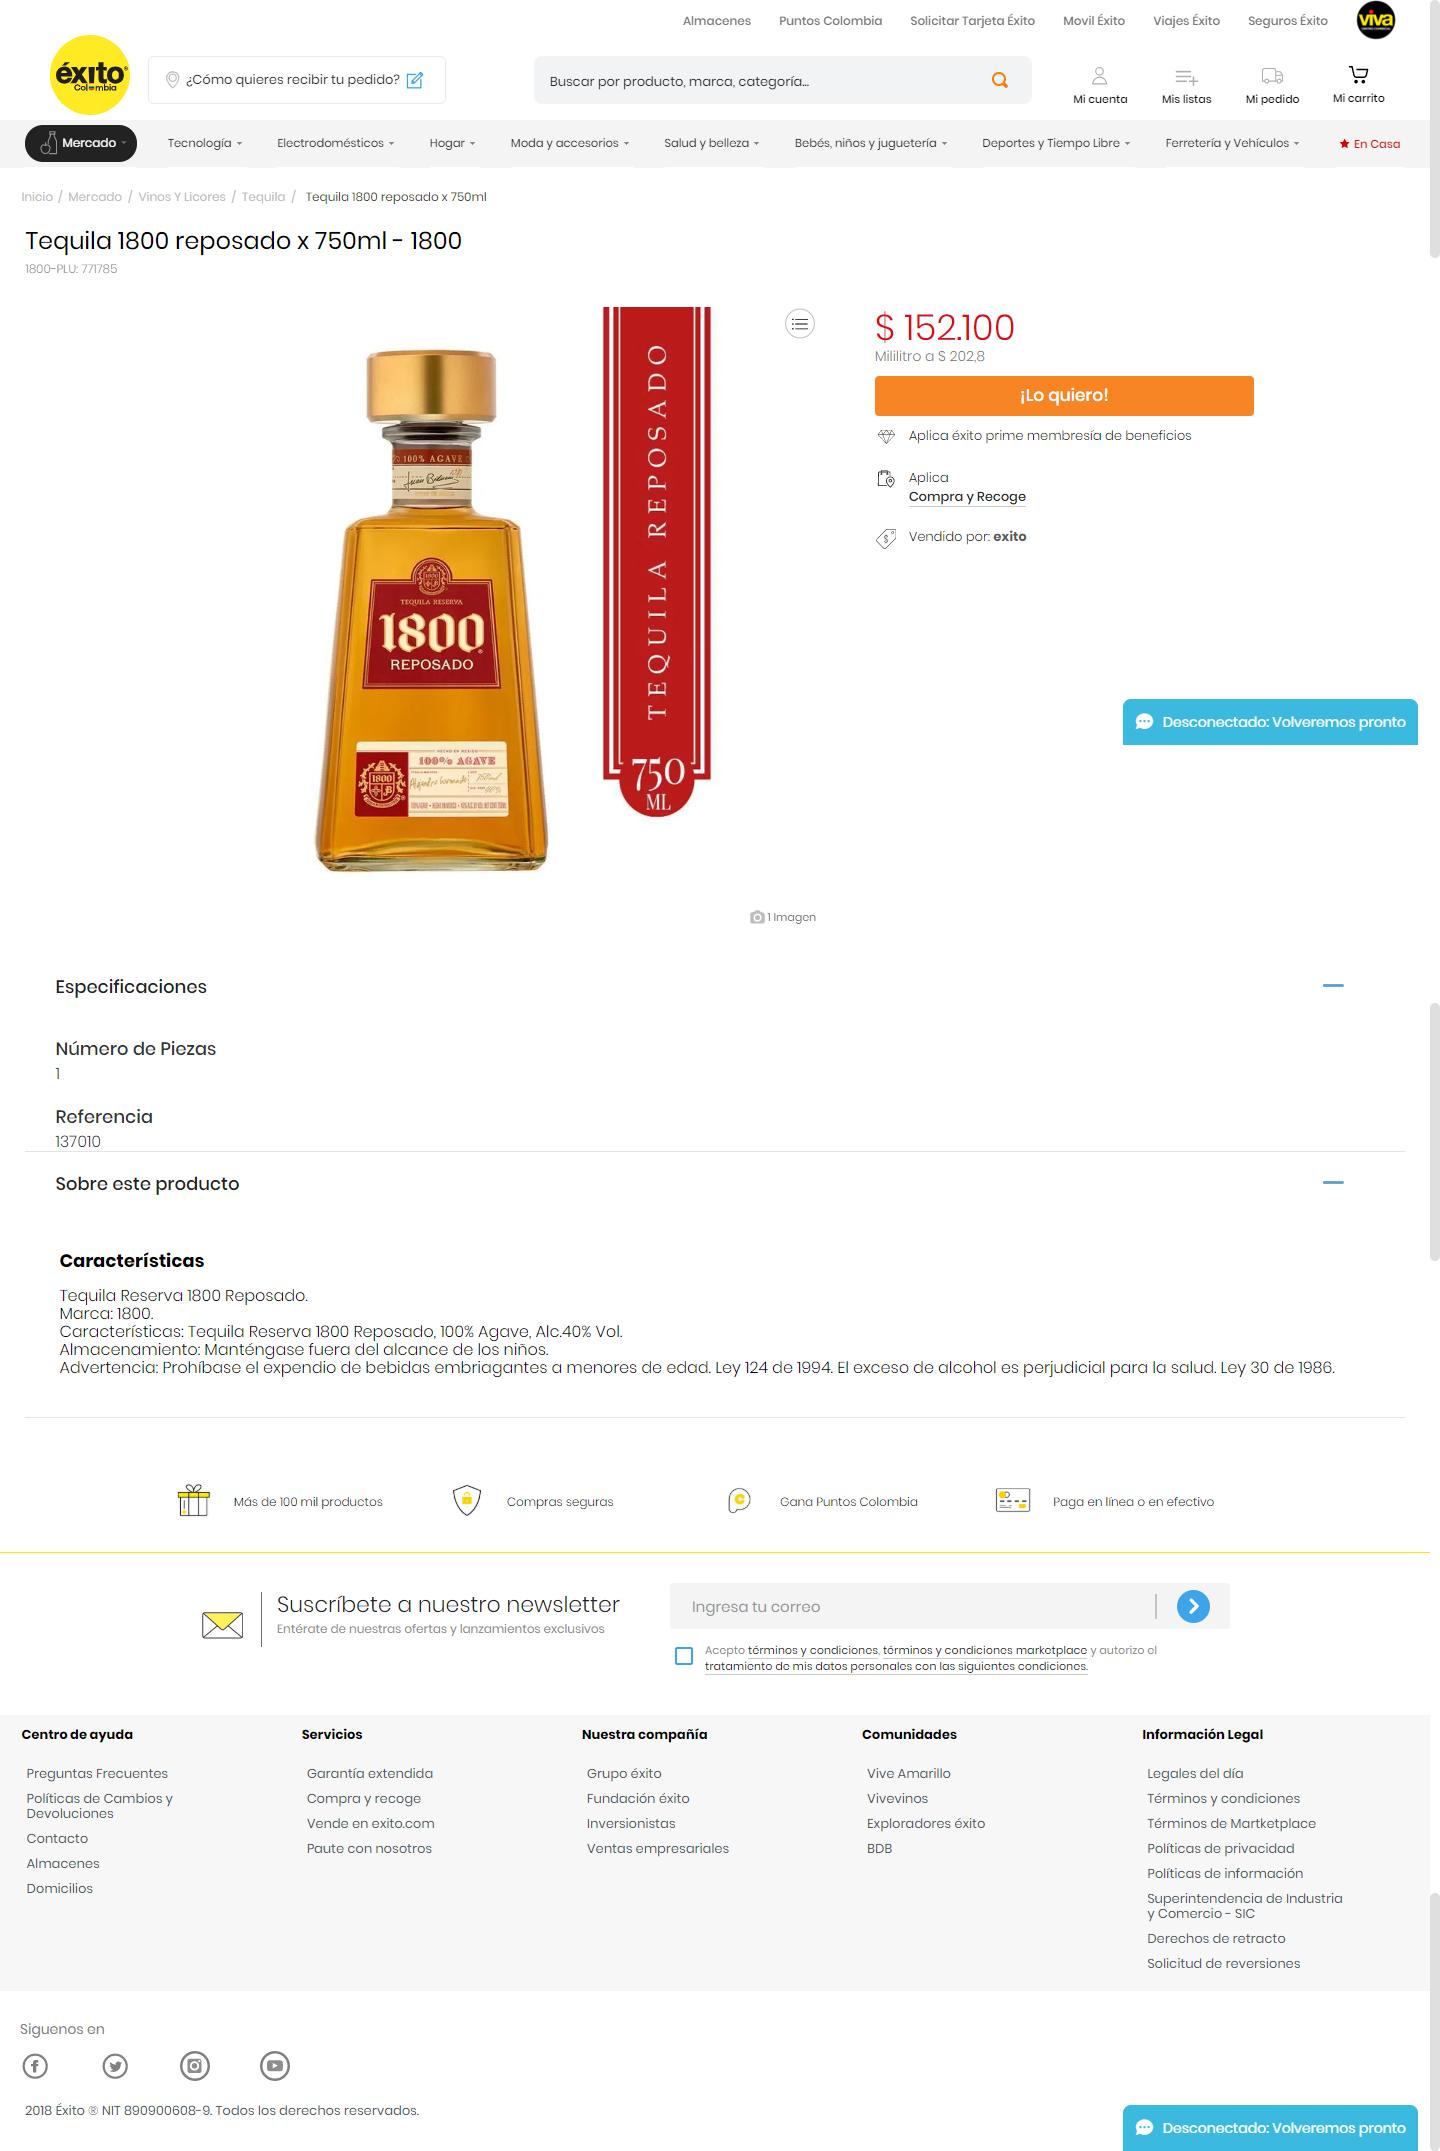 Almacenes Puntos Colombia Solicitar Tarjeta Éxito Movil Éxito Viajes Éxito Seguros Éxito viva
éxito
Colombia
¿Cómo quieres recibir tu pedido?
Buscar por producto, marca, categoría...
Mi cuenta Mis listas Mi pedido Mi carrito
Mercado Tecnología Electrodomésticos Hogar Moda y accesorios Salud y belleza Bebés, niños y juguetería Deportes y Tiempo Libre Ferretería y Vehículos En Casa
Inicio / Mercado / Vinos Y Licores / Tequila / Tequila 1800 reposado x 750ml
Tequila 1800 reposado x 750ml - 1800
1800-PLU: 771785
100% AGAVE
1800
TEQUILA RESERVA
1800
REPOSADO
HECHO EN MEXICO
100% AGAVE
1800
TEQUILA REPOSADO
750
ML
1 Imagen
$ 152.100
Mililitro a $ 202,8
¡Lo quiero!
Aplica éxito prime membresía de beneficios
Aplica
Compra y Recoge
Vendido por: exito
Desconectado: Volveremos pronto
Especificaciones
Número de Piezas
1
Referencia
137010
Sobre este producto
Características
Tequila Reserva 1800 Reposado.
Marca: 1800.
Características: Tequila Reserva 1800 Reposado, 100% Agave, Alc.40% Vol.
Almacenamiento: Manténgase fuera del alcance de los niños.
Advertencia: Prohíbase el expendio de bebidas embriagantes a menores de edad. Ley 124 de 1994. El exceso de alcohol es perjudicial para la salud. Ley 30 de 1986.
Más de 100 mil productos
Compras seguras
Gana Puntos Colombia
Paga en línea o en efectivo
Suscríbete a nuestro newsletter
Entérate de nuestras ofertas y lanzamientos exclusivos
Ingresa tu correo
Acepto términos y condiciones, términos y condiciones marketplace y autorizo el
tratamiento de mis datos personales con las siguientes condiciones.
Centro de ayuda
Preguntas Frecuentes
Políticas de Cambios y
Devoluciones
Contacto
Almacenes
Domicilios
Servicios
Garantía extendida
Compra y recoge
Vende en exito.com
Paute con nosotros
Nuestra compañía
Grupo éxito
Fundación éxito
Inversionistas
Ventas empresariales
Comunidades
Vive Amarillo
Vivevinos
Exploradores éxito
BDB
Información Legal
Legales del día
Términos y condiciones
Términos de Martketplace
Políticas de privacidad
Políticas de información
Superintendencia de Industria
y Comercio - SIC
Derechos de retracto
Solicitud de reversiones
Siguenos en
2018 Éxito ® NIT 890900608-9. Todos los derechos reservados.
Desconectado: Volveremos pronto